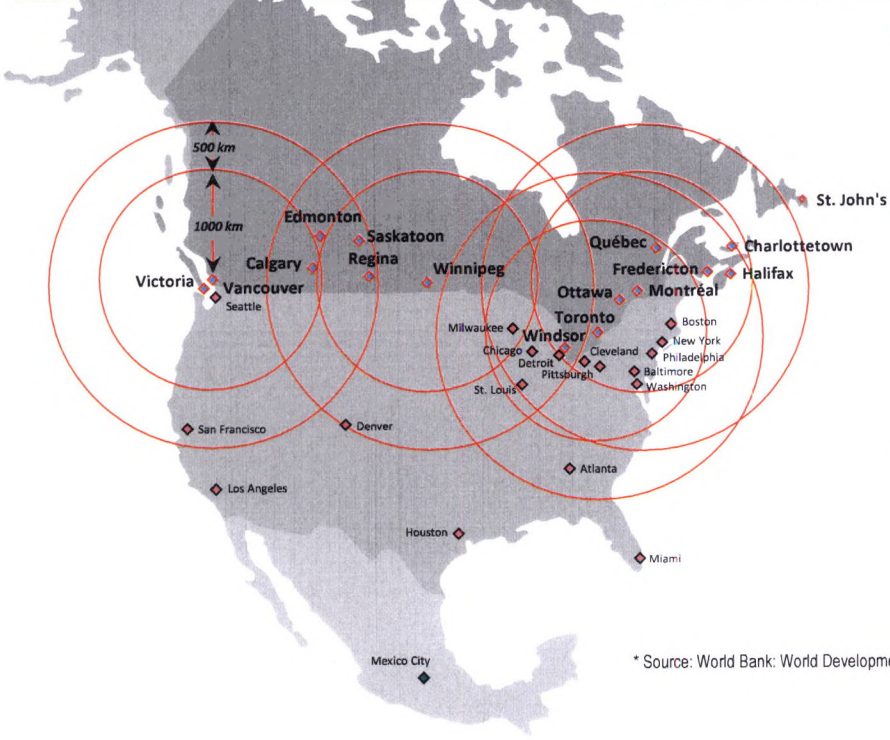 500 km
1000 km
St. John's
Edmonton
Saskatoon
Québec
Charlottetown
Calgary
Regina
Winnipeg
Fredericton
Halifax
Victoria
Vancouver
Ottawa
Montréal
Seattle
Toronto
Boston
Milwaukee
Windsor
New York
Chicago
Cleveland
Philadelphia
Detroit
Pittsburgh
Baltimore
St. Louis
Washington
San Francisco
Denver
Atlanta
Los Angeles
Houston
Miami
Mexico City
* Source: World Bank: World Developme